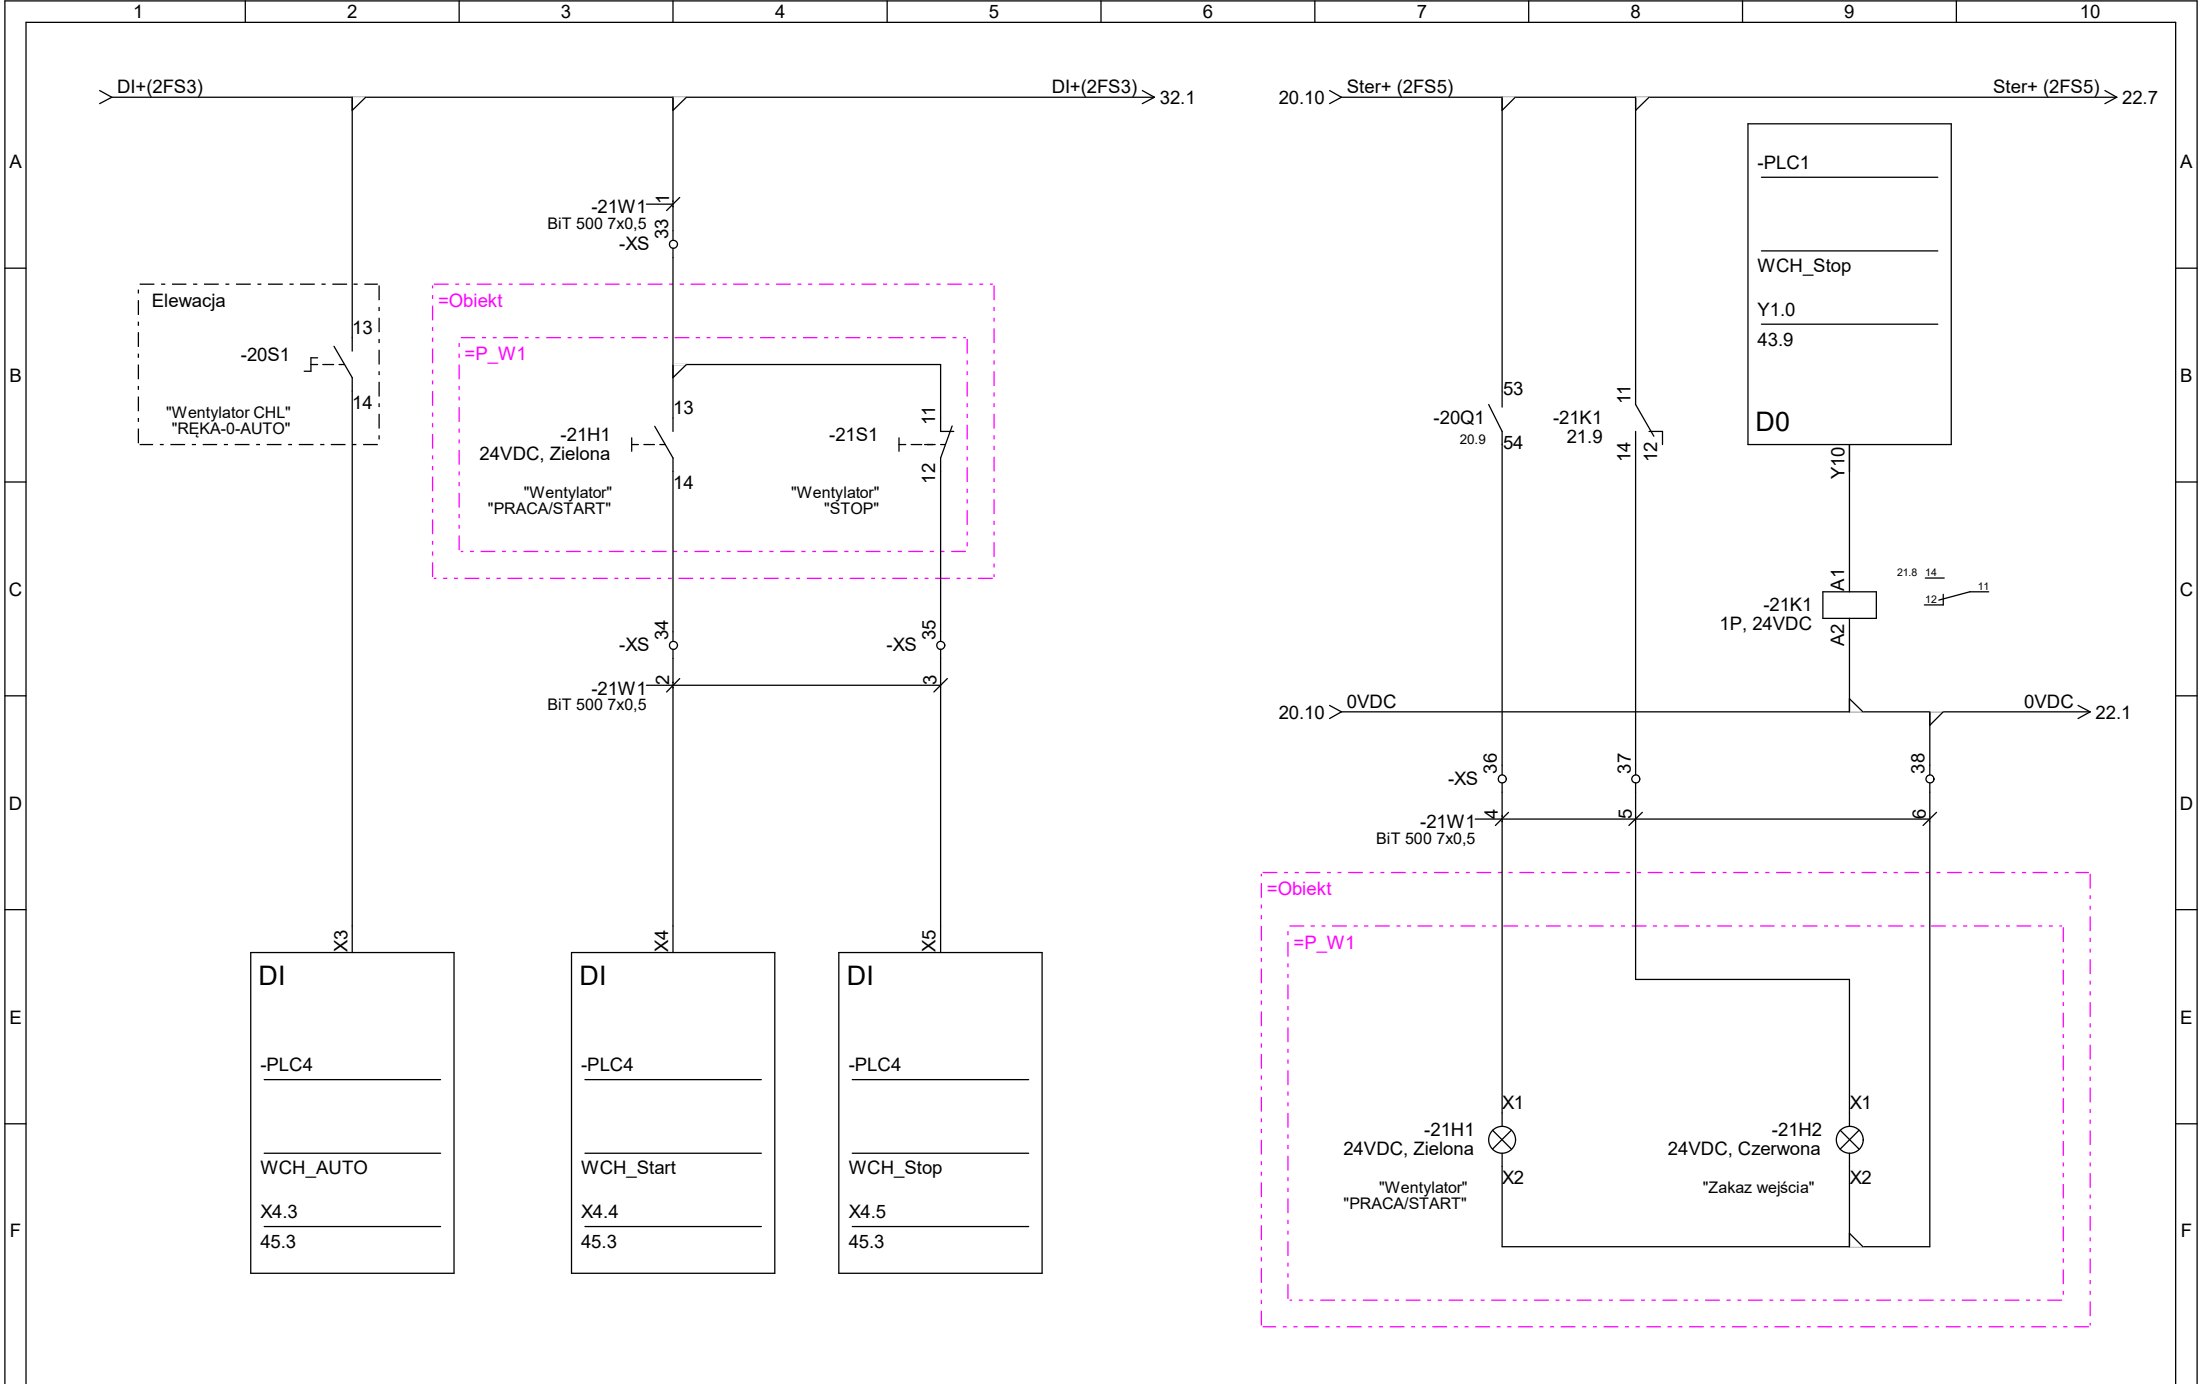 1 2 3 4 5 6 7 8 9 10
DI+(2FS3)
DI+(2FS3)
32.1
20.10
Ster+ (2FS5)
Ster+ (2FS5)
22.7
A
A
-PLC1
WCH_Stop
Y1.0
43.9
D0
Y10
-21W1
1
BiT 500 7x0,5
33
-XS
Elewacja
13
-20S1
14
"Wentylator CHL"
"RĘKA-0-AUTO"
=Obiekt
=P_W1
13
-21H1
24VDC, Zielona
14
"Wentylator"
"PRACA/START"
11
-21S1
12
"Wentylator"
"STOP"
B
B
53
-20Q1
20.9
54
11
-21K1
21.9
14
12
C
C
A1
-21K1
1P, 24VDC
A2
21.8 14
12
11
34
-XS
35
-XS
-21W1
2
3
BiT 500 7x0,5
20.10
0VDC
0VDC
22.1
D
D
36
-XS
37
38
-21W1
4
5
6
BiT 500 7x0,5
X3
DI
-PLC4
WCH_AUTO
X4.3
45.3
X4
DI
-PLC4
WCH_Start
X4.4
45.3
X5
DI
-PLC4
WCH_Stop
X4.5
45.3
=Obiekt
=P_W1
E
E
X1
-21H1
24VDC, Zielona
X2
"Wentylator"
"PRACA/START"
X1
-21H2
24VDC, Czerwona
X2
"Zakaz wejścia"
F
F